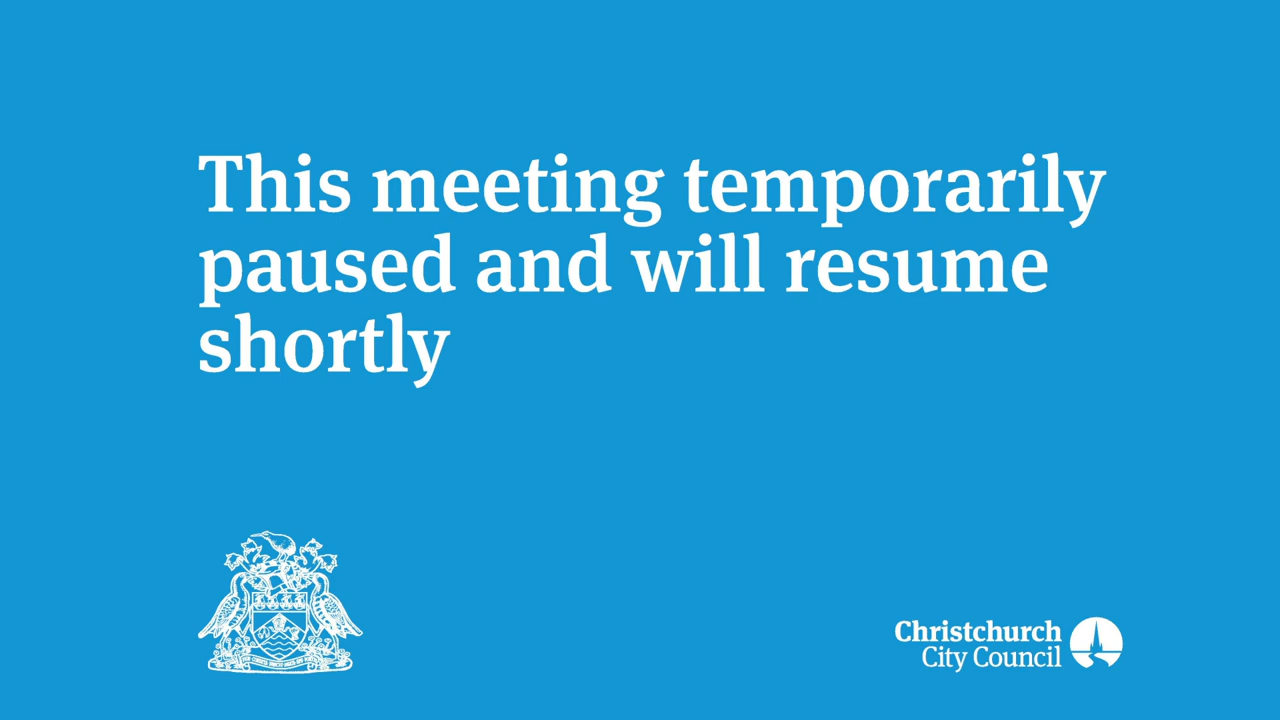 This meeting temporarily
paused and will resume
shortly
Christchurch
City Council